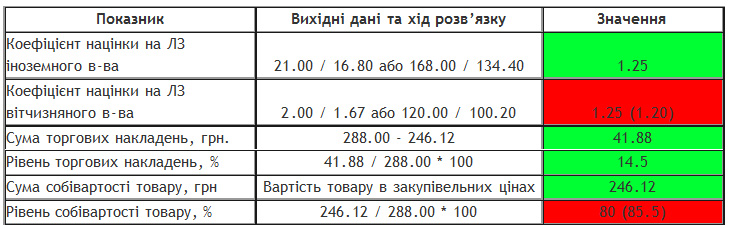 Показник Вихідні дані та хід розв’язку Значення
Коефіцієнт націнки на ЛЗ
іноземного в-ва 21.00 / 16.80 або 168.00 / 134.40 1.25
Коефіцієнт націнки на ЛЗ
вітчизняного в-ва 2.00 / 1.67 або 120.00 / 100.20 1.25 (1.20)
Сума торгових накладень, грн. 288.00 - 246.12 41.88
Рівень торгових накладень, % 41.88 / 288.00 * 100 14.5
Сума собівартості товару, грн Вартість товару в закупівельних цінах 246.12
Рівень собівартості товару, % 246.12 / 288.00 * 100 80 (85.5)